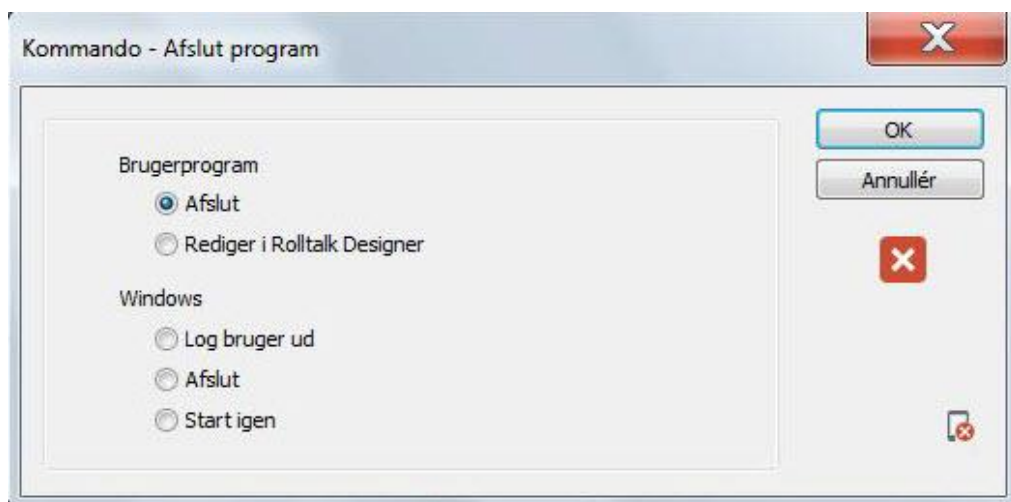 Kommando - Afslut program
OK
Annullér
Brugerprogram
Afslut
Rediger i Rolltalk Designer
Windows
Log bruger ud
Afslut
Start igen